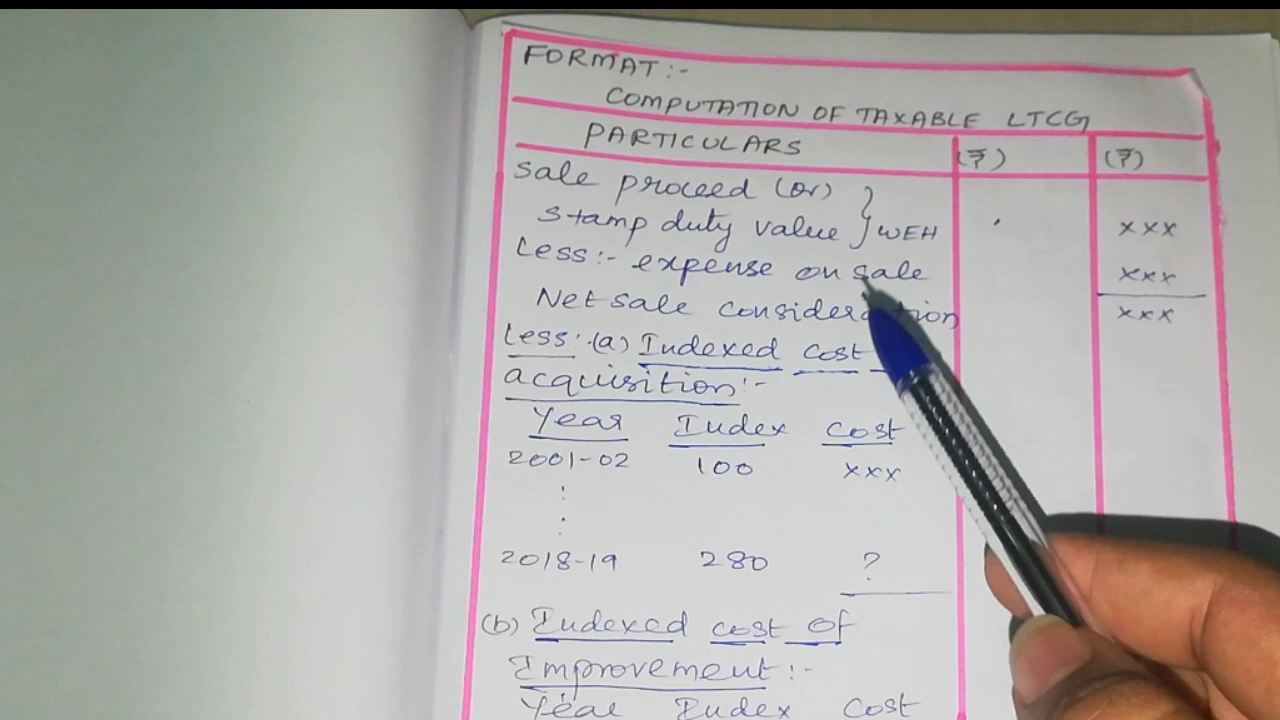 FORMAT:-
COMPUTATION OF TAXABLE LTCG
PARTICULARS (₹) (₹)
Sale proceed (or)
Stamp duty value } WEH xxx
Less:- expense on sale xxx
Net sale consideration xxx
Less:- (a) Indexed cost
acquisition:-
Year Index Cost
2001-02 100 xxx
:
:
2018-19 280 ?
(b) Indexed cost of
Improvement:-
Year Index Cost